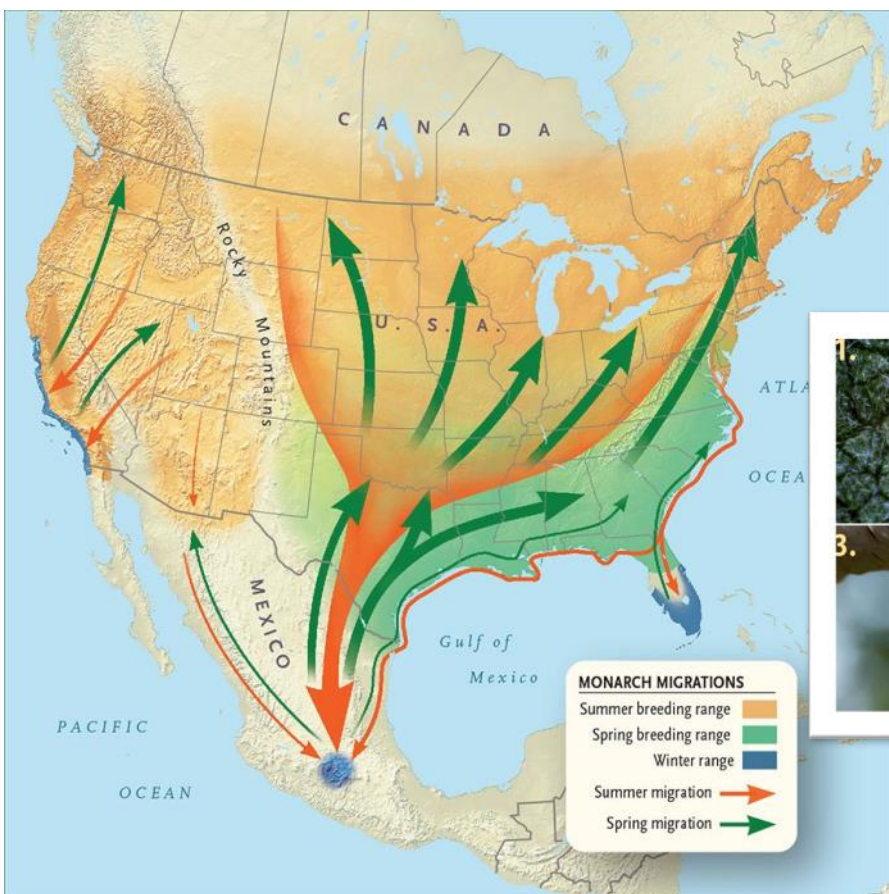 CANADA
Rocky
Mountains
U. S. A.
1.
ATLA
OCEA
3.
MEXICO
Gulf of
Mexico
PACIFIC
OCEAN
MONARCH MIGRATIONS
Summer breeding range
Spring breeding range
Winter range
Summer migration
Spring migration